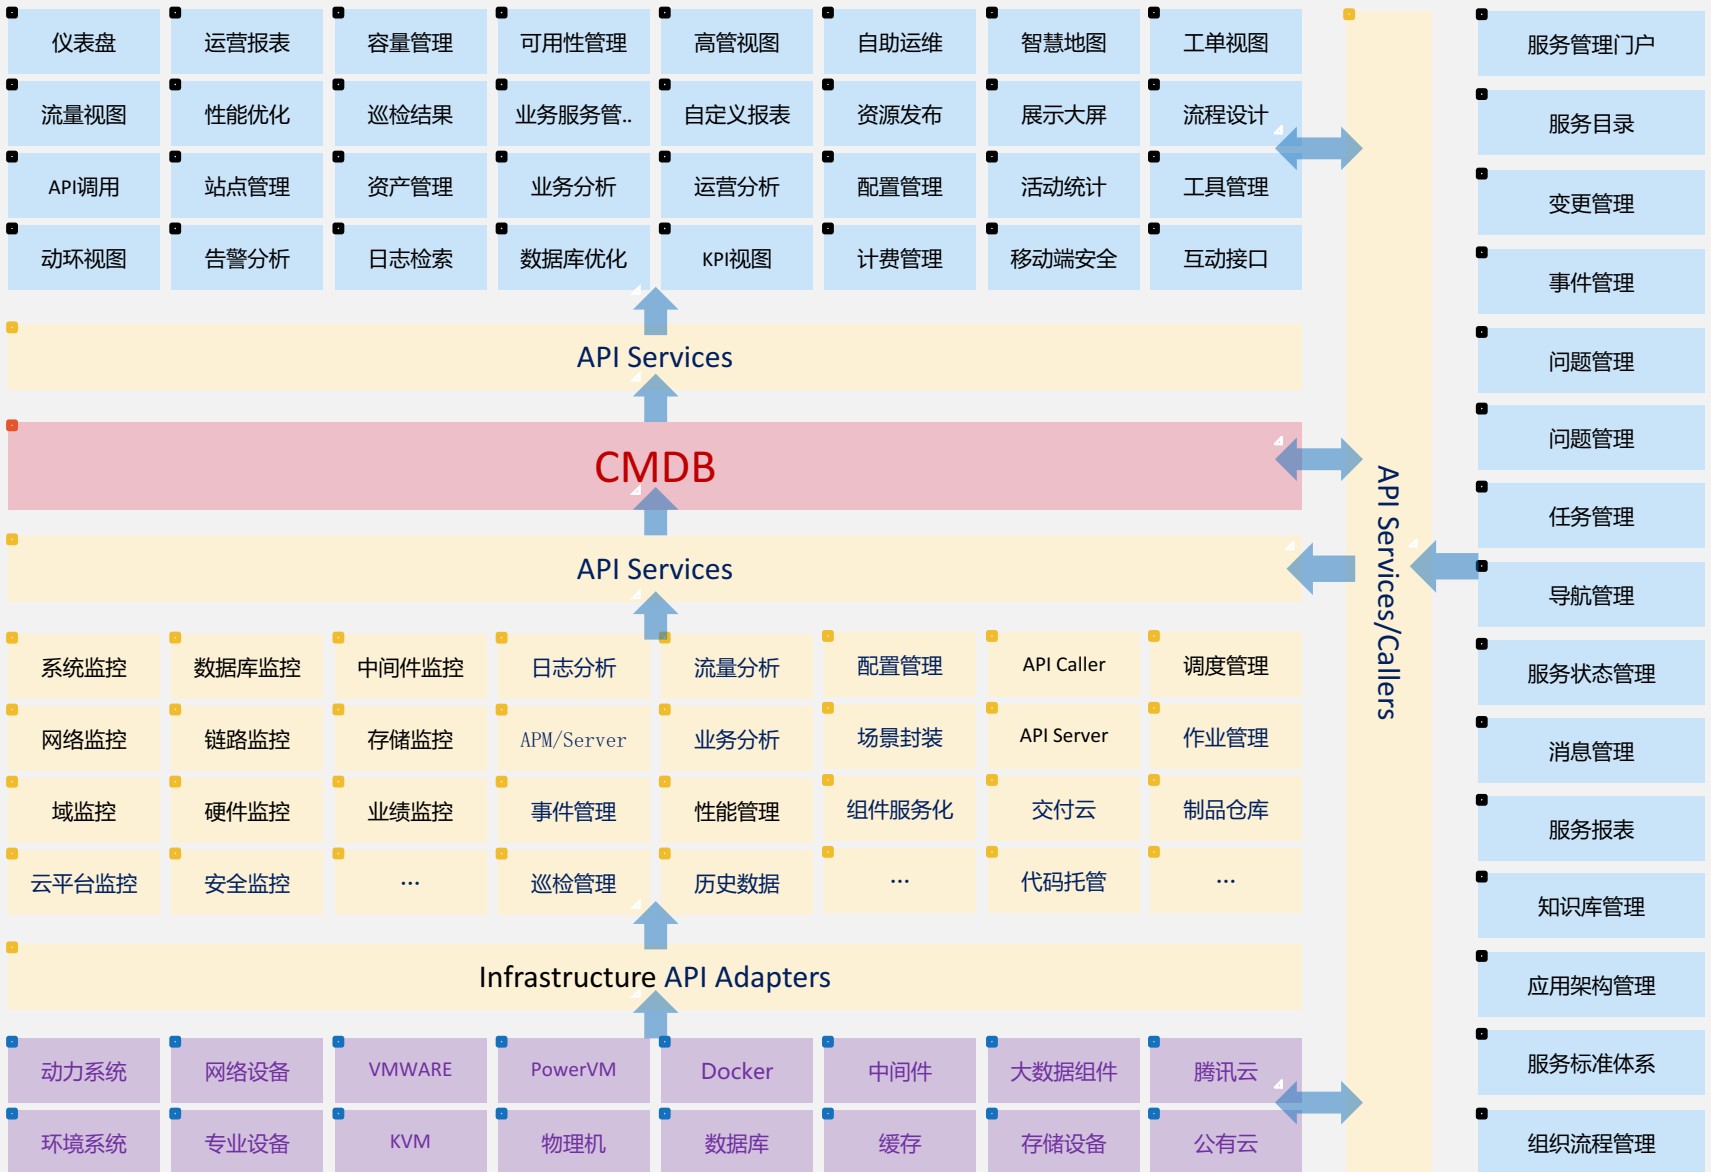 仪表盘 运营报表 容量管理 可用性管理 高管视图 自助运维 智慧地图 工单视图
流量视图 性能优化 巡检结果 业务服务管.. 自定义报表 资源发布 展示大屏 流程设计
API调用 站点管理 资产管理 业务分析 运营分析 配置管理 活动统计 工具管理
动环视图 告警分析 日志检索 数据库优化 KPI视图 计费管理 移动端安全 互动接口
API Services
CMDB
API Services
系统监控 数据库监控 中间件监控 日志分析 流量分析 配置管理 API Caller 调度管理
网络监控 链路监控 存储监控 APM/Server 业务分析 场景封装 API Server 作业管理
域监控 硬件监控 业绩监控 事件管理 性能管理 组件服务化 交付云 制品仓库
云平台监控 安全监控 … 巡检管理 历史数据 … 代码托管 …
Infrastructure API Adapters
动力系统 网络设备 VMWARE PowerVM Docker 中间件 大数据组件 腾讯云
环境系统 专业设备 KVM 物理机 数据库 缓存 存储设备 公有云
API Services/Callers
服务管理门户
服务目录
变更管理
事件管理
问题管理
问题管理
任务管理
导航管理
服务状态管理
消息管理
服务报表
知识库管理
应用架构管理
服务标准体系
组织流程管理